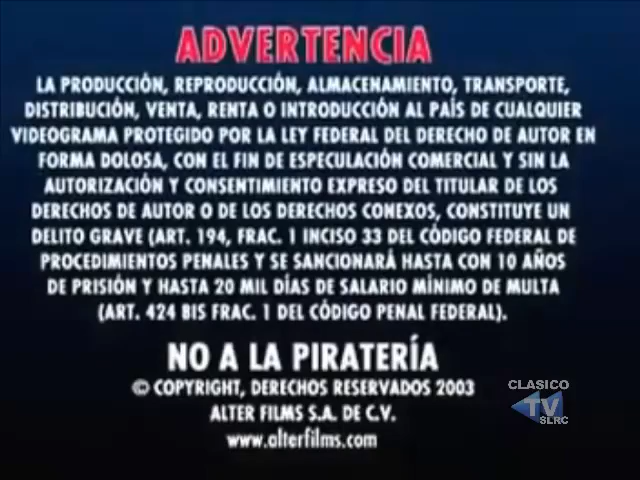 ADVERTENCIA
LA PRODUCCIÓN, REPRODUCCIÓN, ALMACENAMIENTO, TRANSPORTE,
DISTRIBUCIÓN, VENTA, RENTA O INTRODUCCIÓN AL PAÍS DE CUALQUIER
VIDEOGRAMA PROTEGIDO POR LA LEY FEDERAL DEL DERECHO DE AUTOR EN
FORMA DOLOSA, CON EL FIN DE ESPECULACIÓN COMERCIAL Y SIN LA
AUTORIZACIÓN Y CONSENTIMIENTO EXPRESO DEL TITULAR DE LOS
DERECHOS DE AUTOR O DE LOS DERECHOS CONEXOS, CONSTITUYE UN
DELITO GRAVE (ART. 194, FRAC. 1 INCISO 33 DEL CÓDIGO FEDERAL DE
PROCEDIMIENTOS PENALES Y SE SANCIONARÁ HASTA CON 10 AÑOS
DE PRISIÓN Y HASTA 20 MIL DÍAS DE SALARIO MÍNIMO DE MULTA
(ART. 424 BIS FRAC. 1 DEL CÓDIGO PENAL FEDERAL).
NO A LA PIRATERÍA
© COPYRIGHT, DERECHOS RESERVADOS 2003
ALTER FILMS S.A. DE C.V.
www.alterfilms.com
CLASICO
TV
SLRC